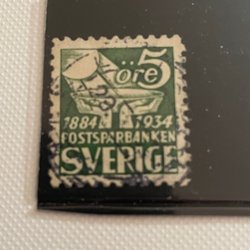 öre 5
1884 1934
POSTSPARBANKEN
SVERIGE